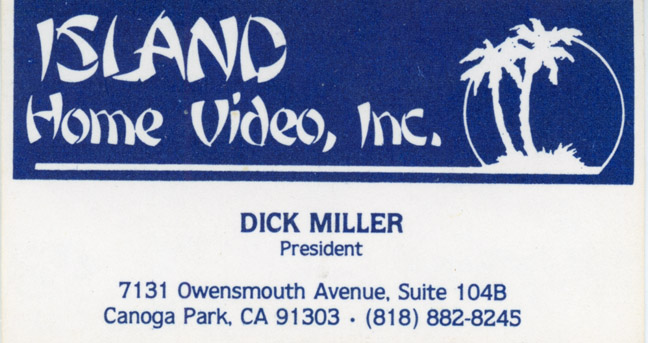 ISLAND
Home Video, Inc.
DICK MILLER
President
7131 Owensmouth Avenue, Suite 104B
Canoga Park, CA 91303 · (818) 882-8245